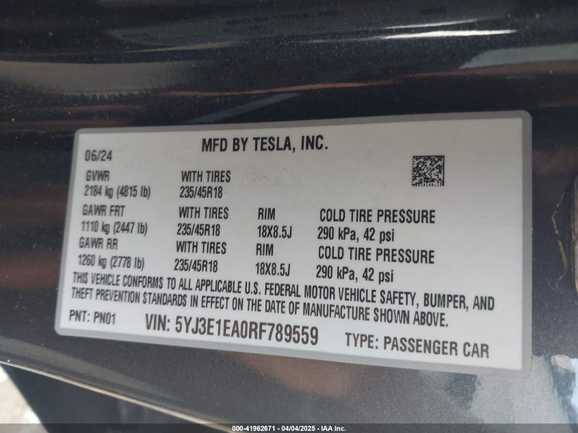 MFD BY TESLA, INC.
06/24
GVWR WITH TIRES
2184 kg (4815 lb) 235/45R18
GAWR FRT WITH TIRES RIM COLD TIRE PRESSURE
1110 kg (2447 lb) 235/45R18 18X8.5J 290 kPa, 42 psi
GAWR RR WITH TIRES RIM COLD TIRE PRESSURE
1260 kg (2778 lb) 235/45R18 18X8.5J 290 kPa, 42 psi
THIS VEHICLE CONFORMS TO ALL APPLICABLE U.S. FEDERAL MOTOR VEHICLE SAFETY, BUMPER, AND
THEFT PREVENTION STANDARDS IN EFFECT ON THE DATE OF MANUFACTURE SHOWN ABOVE.
PNT: PN01 VIN: 5YJ3E1EA0RF789559 TYPE: PASSENGER CAR
000-41962671 - 04/04/2025 - IAA Inc.